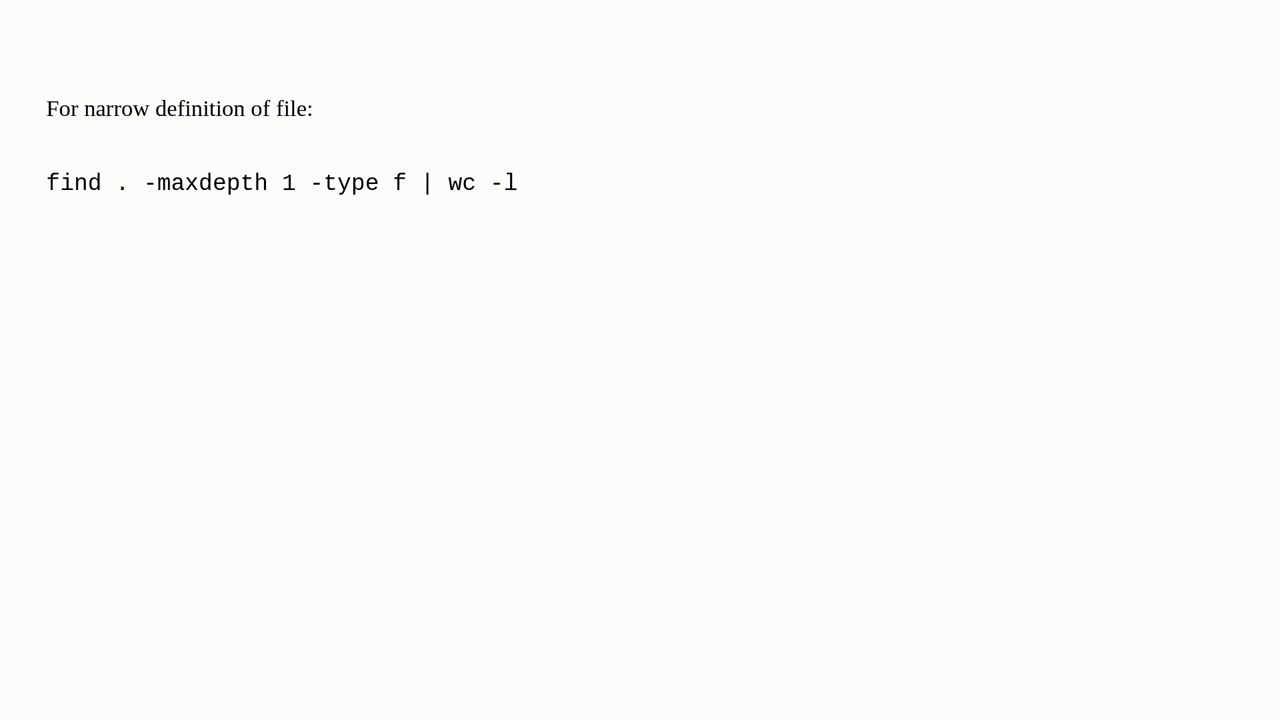 For narrow definition of file:
find . -maxdepth 1 -type f | wc -l